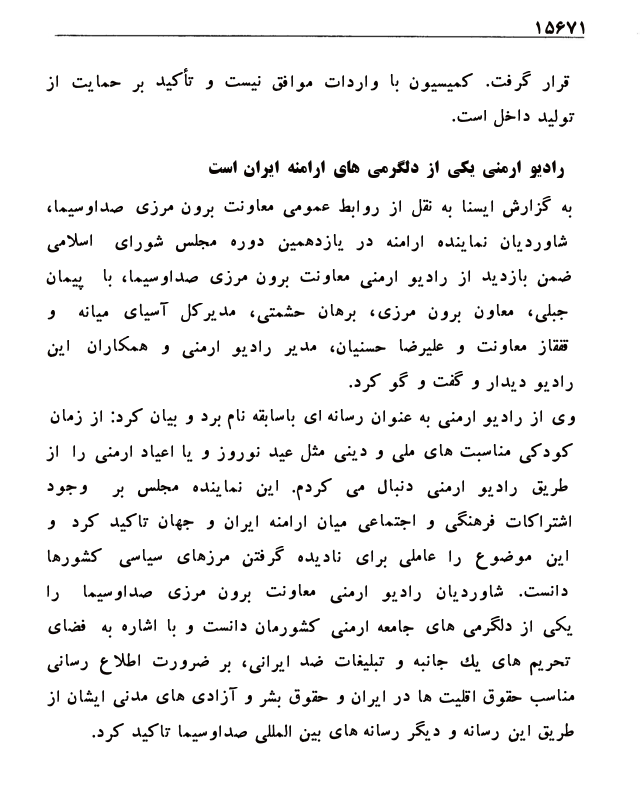 ۱۵۶۷۱
قرار گرفت. کمیسیون با واردات موافق نیست و تأکید بر حمایت از
تولید داخل است.
رادیو ارمنی یکی از دلگرمی های ارامنه ایران است
به گزارش ایسنا به نقل از روابط عمومی معاونت برون مرزی صداوسیما،
شاوردیان نماینده ارامنه در یازدهمین دوره مجلس شورای اسلامی
ضمن بازدید از رادیو ارمنی معاونت برون مرزی صداوسیما، با پیمان
جبلی، معاون برون مرزی، برهان حشمتی، مدیرکل آسیای میانه و
قفقاز معاونت و علیرضا حسنیان، مدیر رادیو ارمنی و همکاران این
رادیو دیدار و گفت و گو کرد.
وی از رادیو ارمنی به عنوان رسانه ای باسابقه نام برد و بیان کرد: از زمان
کودکی مناسبت های ملی و دینی مثل عید نوروز و یا اعیاد ارمنی را از
طریق رادیو ارمنی دنبال می کردم. این نماینده مجلس بر وجود
اشتراکات فرهنگی و اجتماعی میان ارامنه ایران و جهان تاکید کرد و
این موضوع را عاملی برای نادیده گرفتن مرزهای سیاسی کشورها
دانست. شاوردیان رادیو ارمنی معاونت برون مرزی صداوسیما را
یکی از دلگرمی های جامعه ارمنی کشورمان دانست و با اشاره به فضای
تحریم های یك جانبه و تبلیغات ضد ایرانی، بر ضرورت اطلاع رسانی
مناسب حقوق اقلیت ها در ایران و حقوق بشر و آزادی های مدنی ایشان از
طریق این رسانه و دیگر رسانه های بین المللی صداوسیما تاکید کرد.